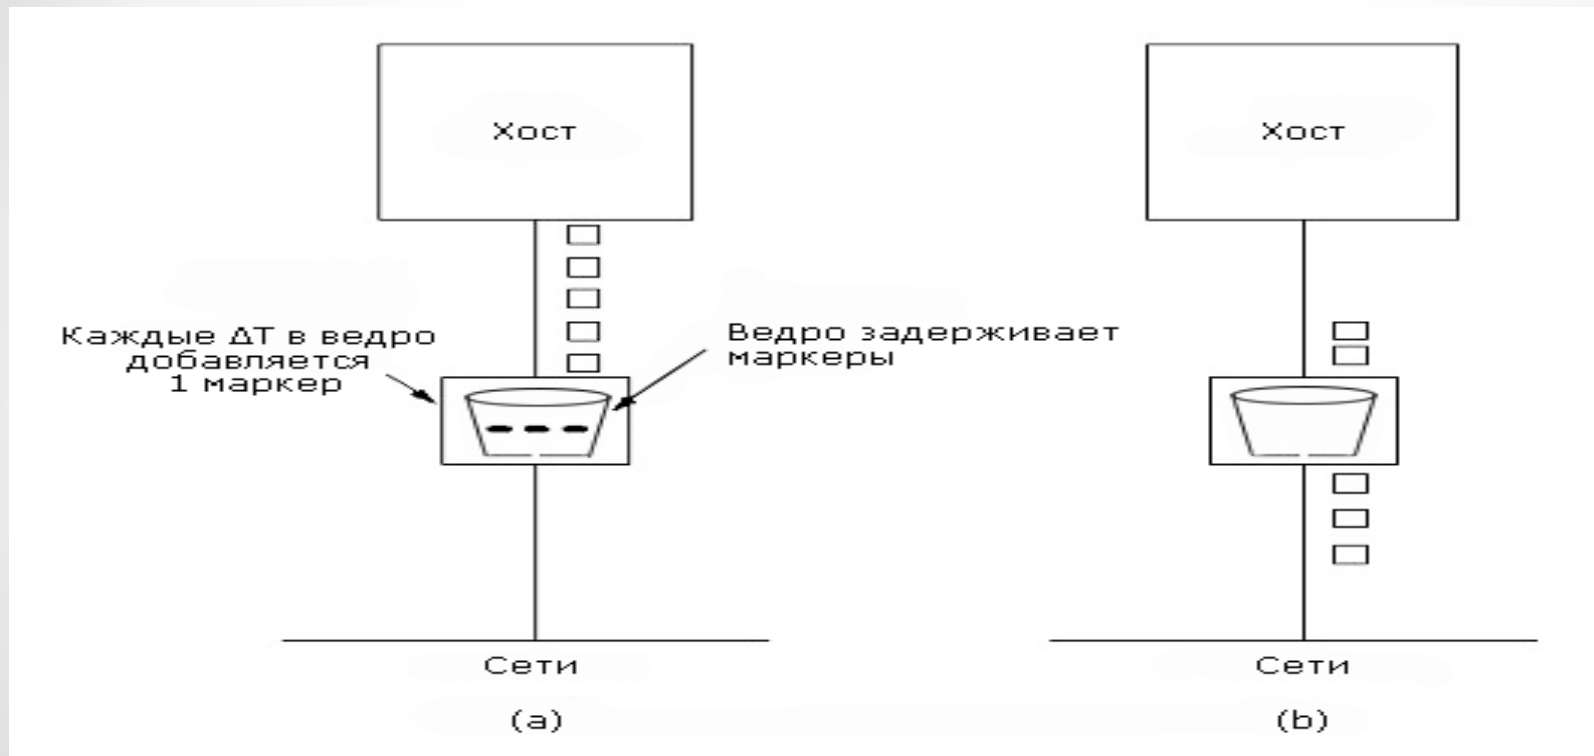 Хост
Хост
Каждые ΔT в ведро
добавляется
1 маркер
Ведро задерживает
маркеры
Сети
Сети
(a)
(b)